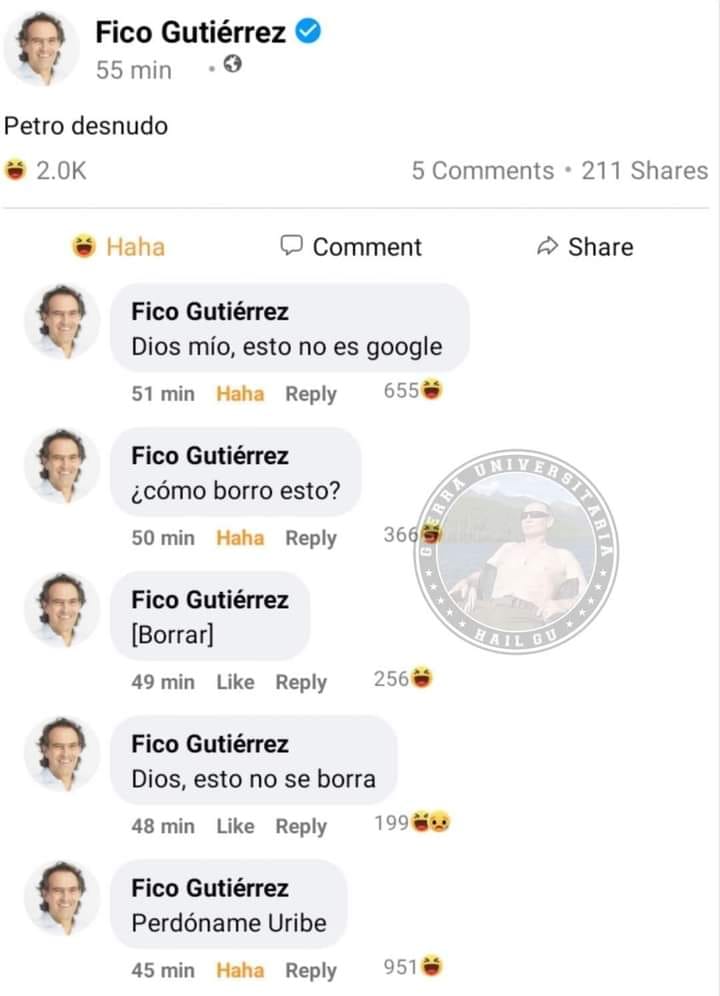 Fico Gutiérrez
55 min
Petro desnudo
2.0K 5 Comments • 211 Shares
Haha Comment Share
Fico Gutiérrez
Dios mío, esto no es google
51 min Haha Reply 655
Fico Gutiérrez
¿cómo borro esto?
50 min Haha Reply 366
GUERRA UNIVERSITARIA
HAIL GU
Fico Gutiérrez
[Borrar]
49 min Like Reply 256
Fico Gutiérrez
Dios, esto no se borra
48 min Like Reply 199
Fico Gutiérrez
Perdóname Uribe
45 min Haha Reply 951